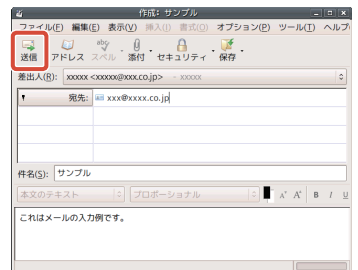 作成: サンプル
ファイル(F) 編集(E) 表示(V) 挿入(I) 書式(O) オプション(P) ツール(T) ヘルプ
送信 アドレス スペル 添付 セキュリティ 保存
差出人(R): xxxxx <xxxxx@xxx.co.jp> - xxxxx
宛先: xxx@xxxx.co.jp
件名(S): サンプル
本文のテキスト プロポーショナル A A B I U
これはメールの入力例です。